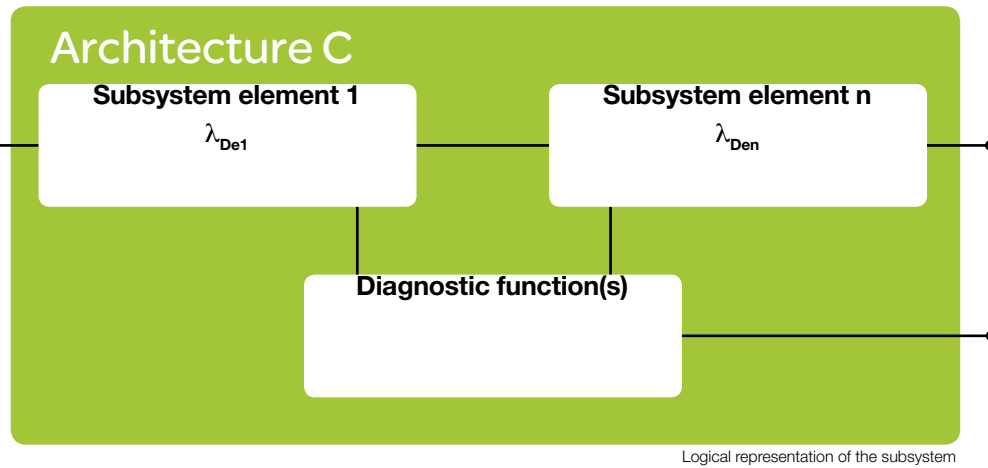 Architecture C
Subsystem element 1
λDe1
Subsystem element n
λDen
Diagnostic function(s)
Logical representation of the subsystem